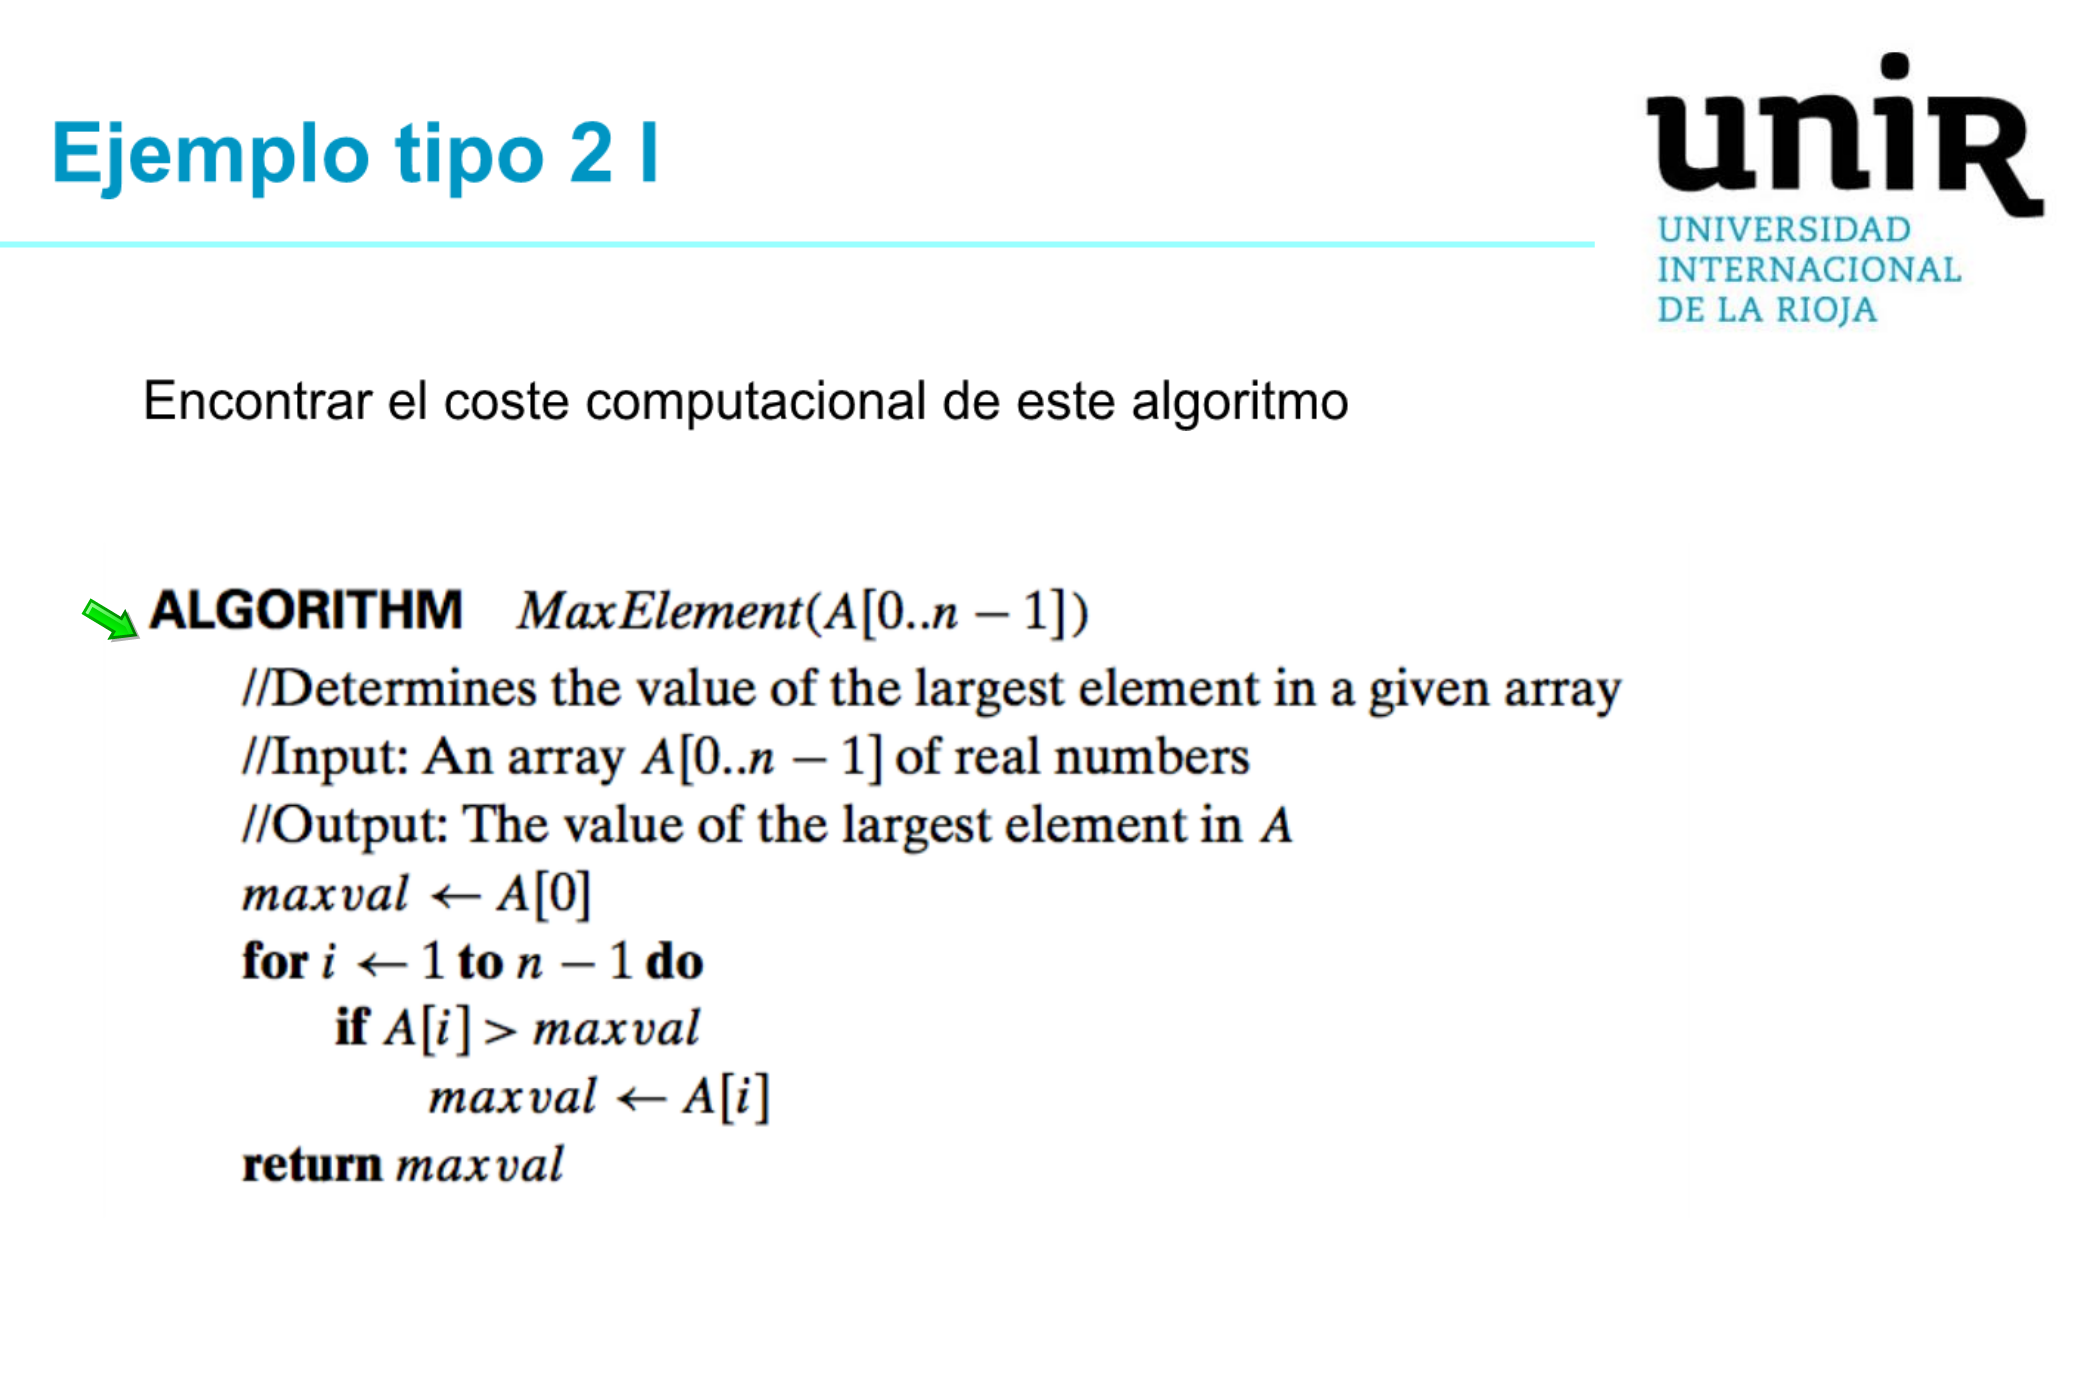 Ejemplo tipo 2 I
unir
UNIVERSIDAD
INTERNACIONAL
DE LA RIOJA
Encontrar el coste computacional de este algoritmo
ALGORITHM MaxElement(A[0..n − 1])
//Determines the value of the largest element in a given array
//Input: An array A[0..n − 1] of real numbers
//Output: The value of the largest element in A
maxval ← A[0]
for i ← 1 to n − 1 do
if A[i] > maxval
maxval ← A[i]
return maxval